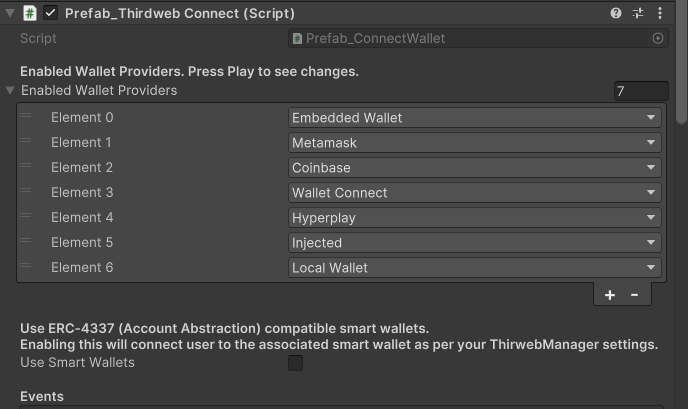 Prefab_Thirdweb Connect (Script)
Script Prefab_ConnectWallet
Enabled Wallet Providers. Press Play to see changes.
Enabled Wallet Providers 7
Element 0 Embedded Wallet
Element 1 Metamask
Element 2 Coinbase
Element 3 Wallet Connect
Element 4 Hyperplay
Element 5 Injected
Element 6 Local Wallet
+ -
Use ERC-4337 (Account Abstraction) compatible smart wallets.
Enabling this will connect user to the associated smart wallet as per your ThirwebManager settings.
Use Smart Wallets
Events